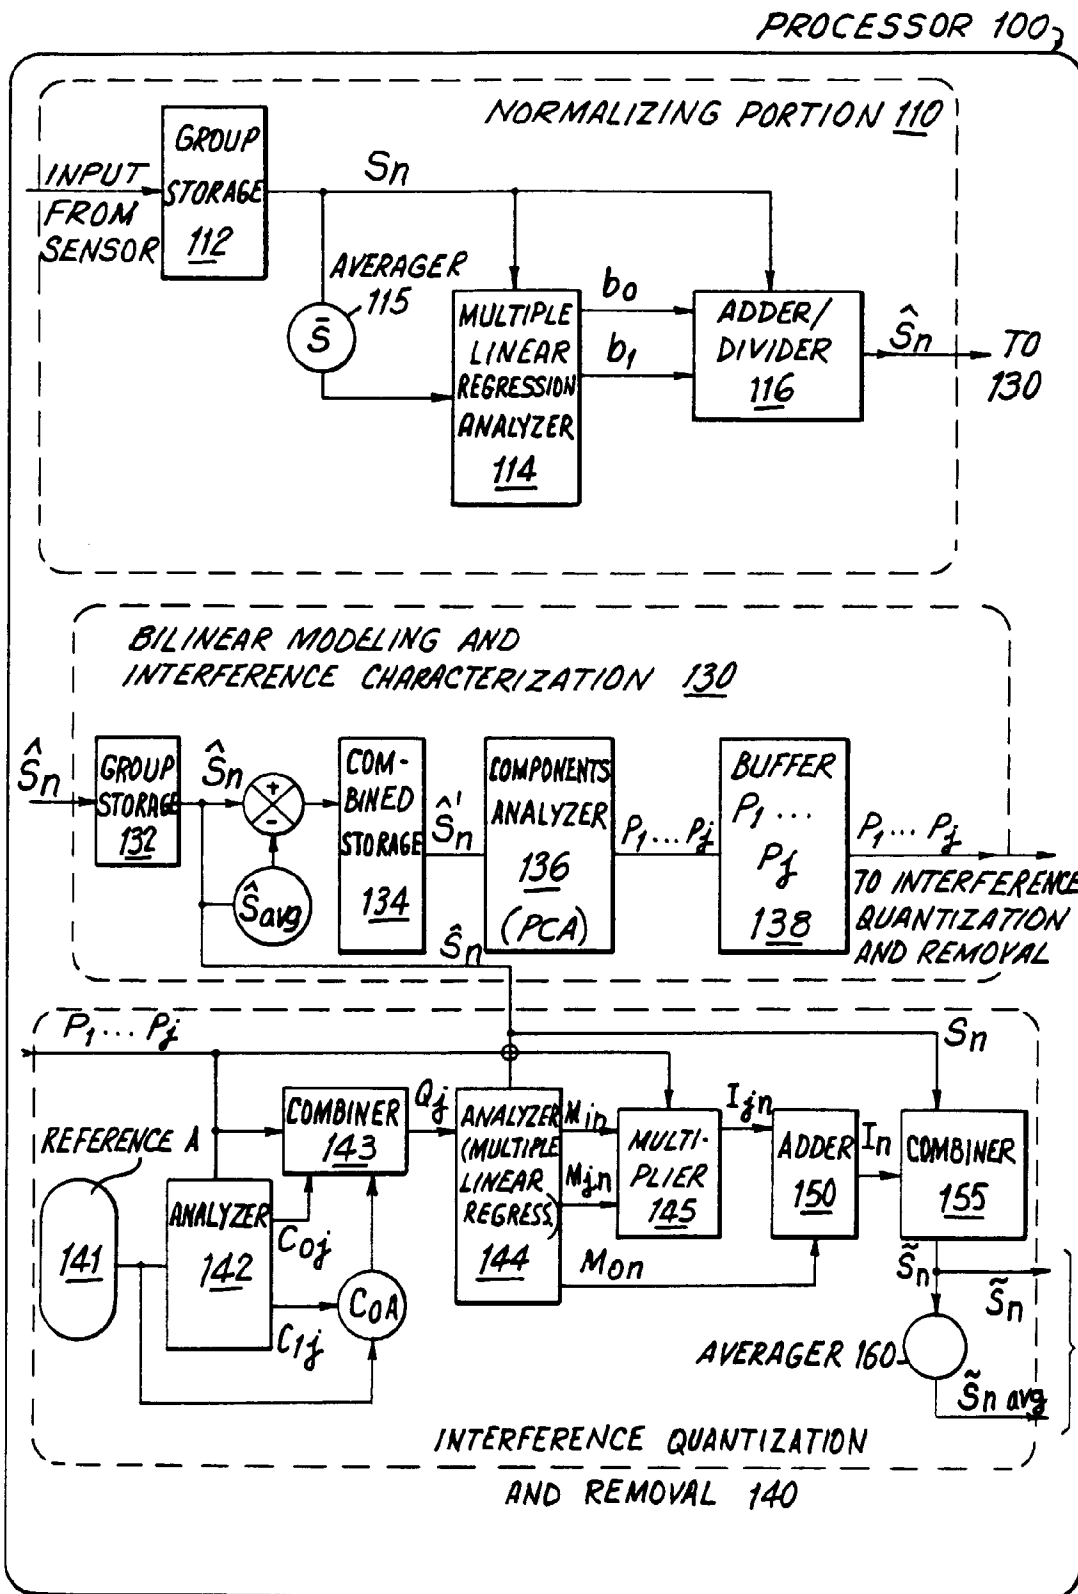 PROCESSOR 100
NORMALIZING PORTION 110
GROUP
STORAGE
112
INPUT
FROM
SENSOR
Sn
AVERAGER
115
S̄
MULTIPLE
LINEAR
REGRESSION
ANALYZER
114
b0
b1
ADDER/
DIVIDER
116
Ŝn
TO
130
BILINEAR MODELING AND
INTERFERENCE CHARACTERIZATION 130
Ŝn
GROUP
STORAGE
132
Ŝn
+
-
Ŝavg
COM-
BINED
STORAGE
134
Ŝ'n
COMPONENTS
ANALYZER
136
(PCA)
P1...Pj
BUFFER
P1...
Pj
138
P1...Pj
TO INTERFERENCE
QUANTIZATION
AND REMOVAL
Ŝn
P1...Pj
Sn
REFERENCE A
141
ANALYZER
142
COMBINER
143
C0j
C1j
C0A
Qj
ANALYZER
(MULTIPLE
LINEAR
REGRESS.)
144
Min
Mjn
M0n
MULTI-
PLIER
145
Ijn
ADDER
150
In
COMBINER
155
S̃n
S̃n
AVERAGER 160
S̃n avg
INTERFERENCE QUANTIZATION
AND REMOVAL 140